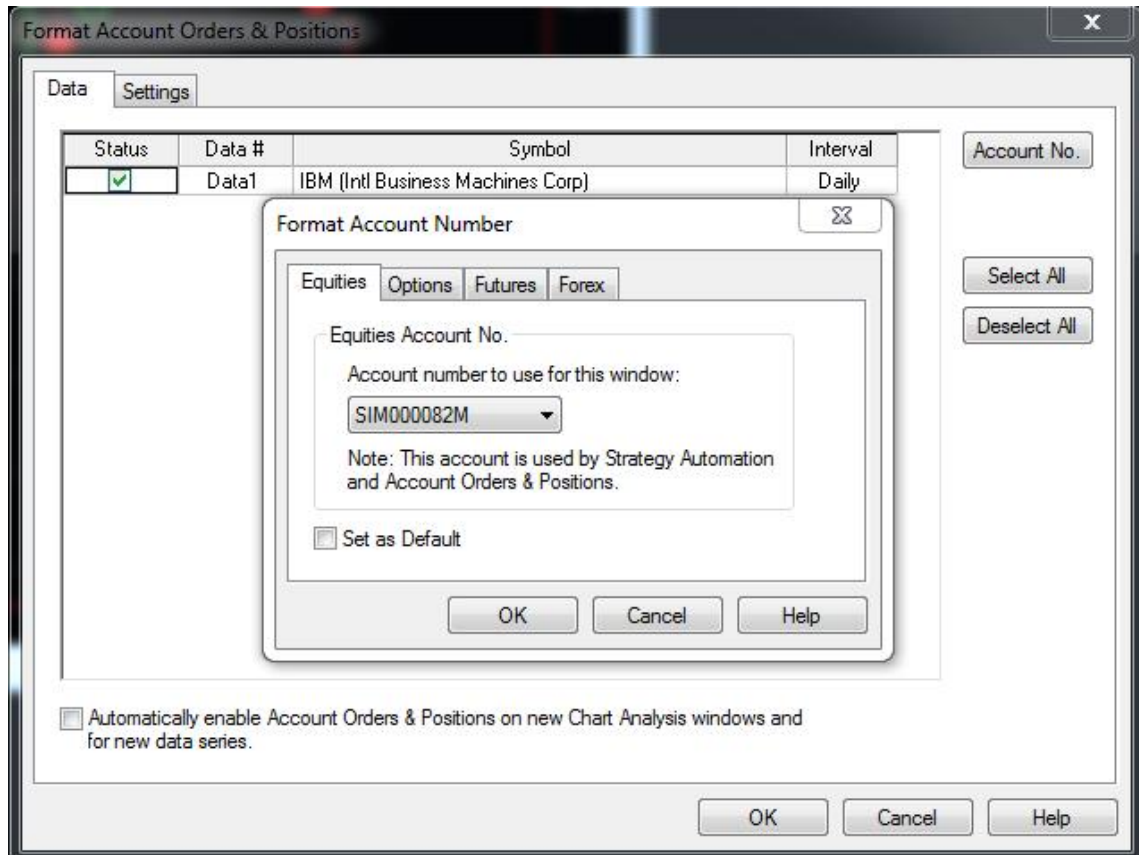 Format Account Orders & Positions
X
Data Settings
Status Data # Symbol Interval
Data1 IBM (Intl Business Machines Corp) Daily
Account No.
Select All
Deselect All
Format Account Number
Equities Options Futures Forex
Equities Account No.
Account number to use for this window:
SIM000082M
Note: This account is used by Strategy Automation
and Account Orders & Positions.
Set as Default
OK Cancel Help
Automatically enable Account Orders & Positions on new Chart Analysis windows and
for new data series.
OK Cancel Help